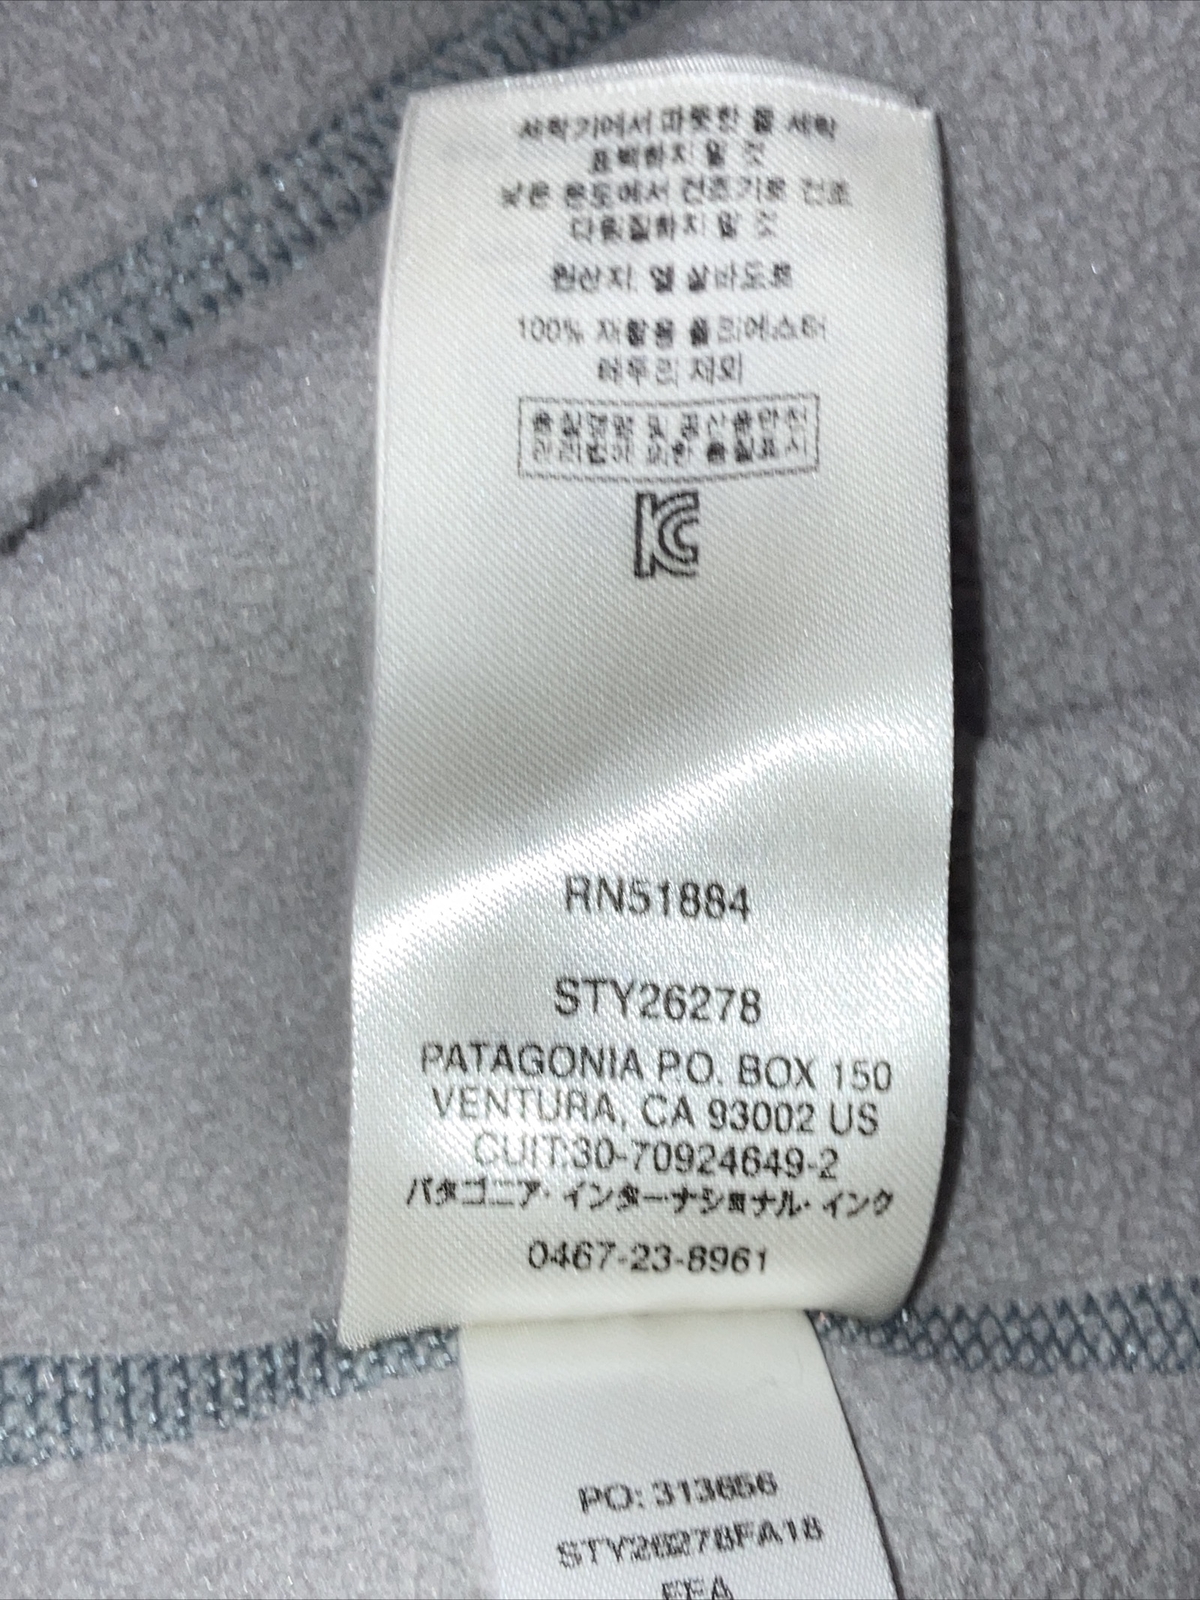 세탁기에서 따뜻한 물 세탁
표백하지 말 것
낮은 온도에서 건조기로 건조
다림질하지 말 것
원산지: 엘 살바도르
100% 재활용 폴리에스터
테두리 제외
품질경영 및 공산품안전
관리법에 의한 품질표시
KC
RN51884
STY26278
PATAGONIA P.O. BOX 150
VENTURA, CA 93002 US
CUIT:30-70924649-2
パタゴニア・インターナショナル・インク
0467-23-8961
PO: 313656
STY26278FA18
FEA